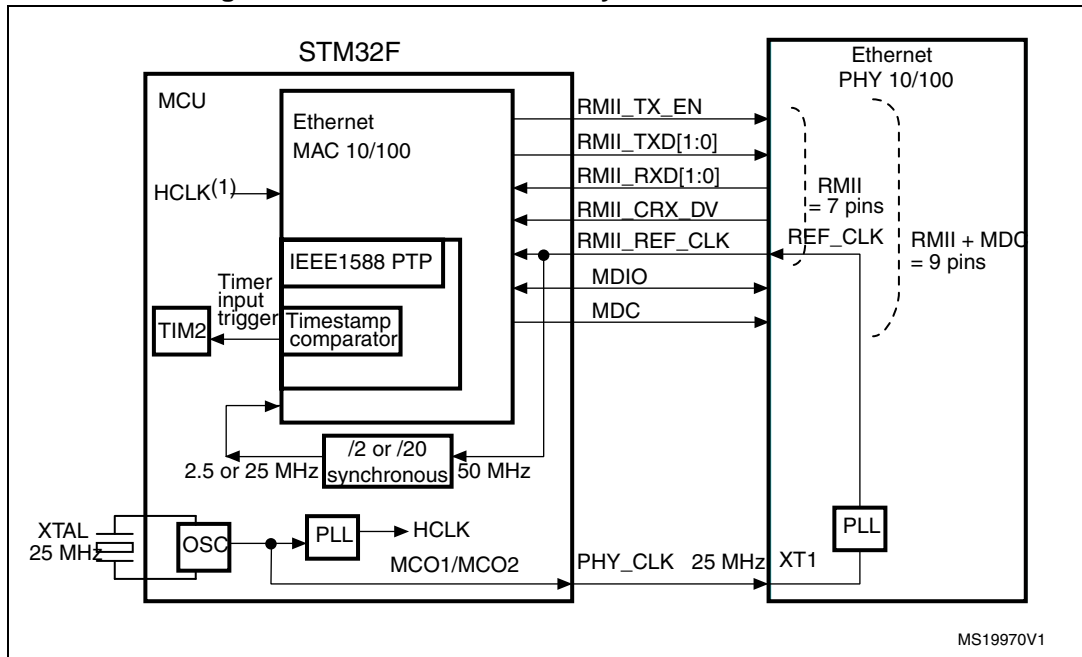 STM32F
MCU
Ethernet
MAC 10/100
HCLK(1)
IEEE1588 PTP
Timer
input
trigger
TIM2
Timestamp
comparator
/2 or /20
synchronous
2.5 or 25 MHz
50 MHz
XTAL
25 MHz
OSC
PLL
HCLK
MCO1/MCO2
RMII_TX_EN
RMII_TXD[1:0]
RMII_RXD[1:0]
RMII_CRX_DV
RMII_REF_CLK
MDIO
MDC
PHY_CLK 25 MHz
Ethernet
PHY 10/100
RMII
= 7 pins
REF_CLK
RMII + MDC
= 9 pins
PLL
XT1
MS19970V1